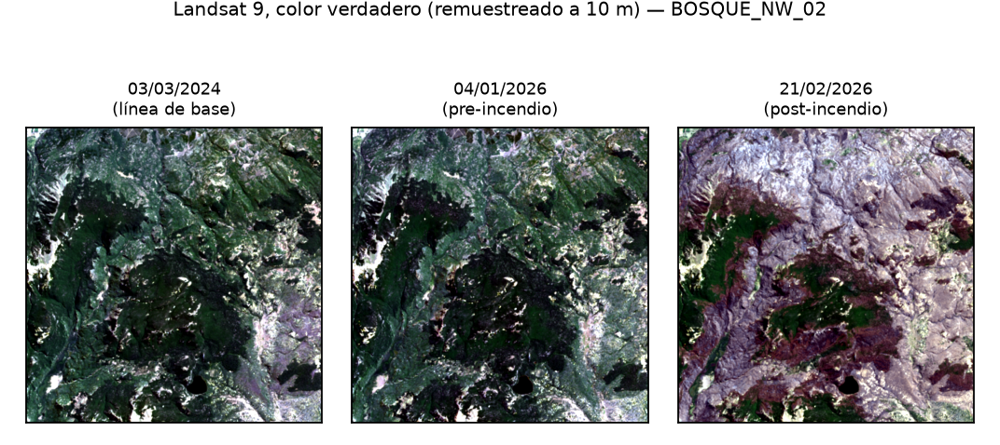 Landsat 9, color verdadero (remuestreado a 10 m) — BOSQUE_NW_02
03/03/2024
(línea de base)
04/01/2026
(pre-incendio)
21/02/2026
(post-incendio)